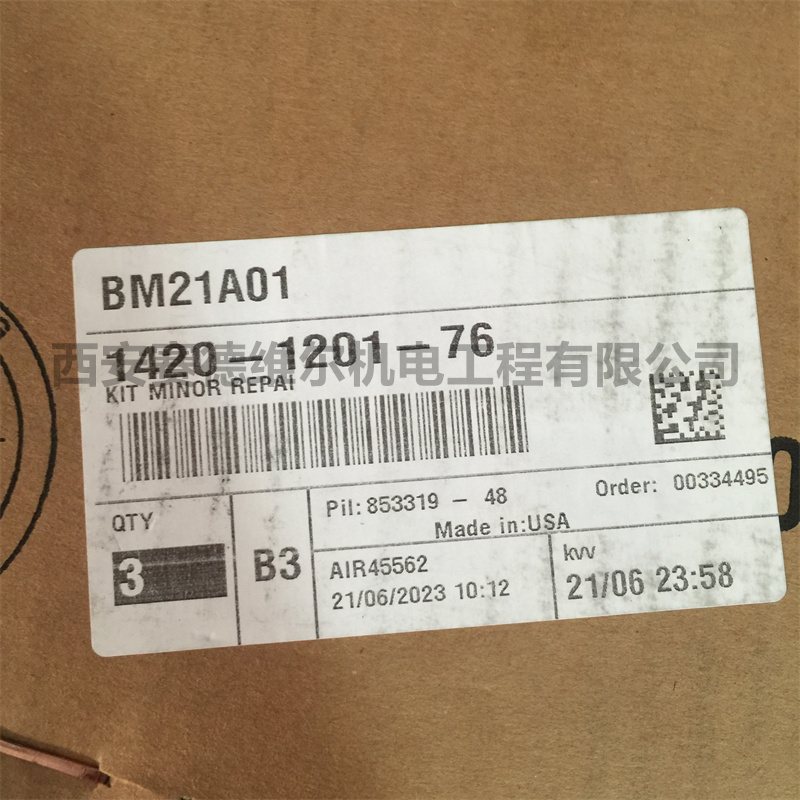 BM21A01
1420-1201-76
西安 德维尔机电工程有限公司
KIT MINOR REPAI
QTY
3
B3
Pil: 853319 - 48
Order: 00334495
Made in: USA
AIR45562
21/06/2023 10:12
kw
21/06 23:58